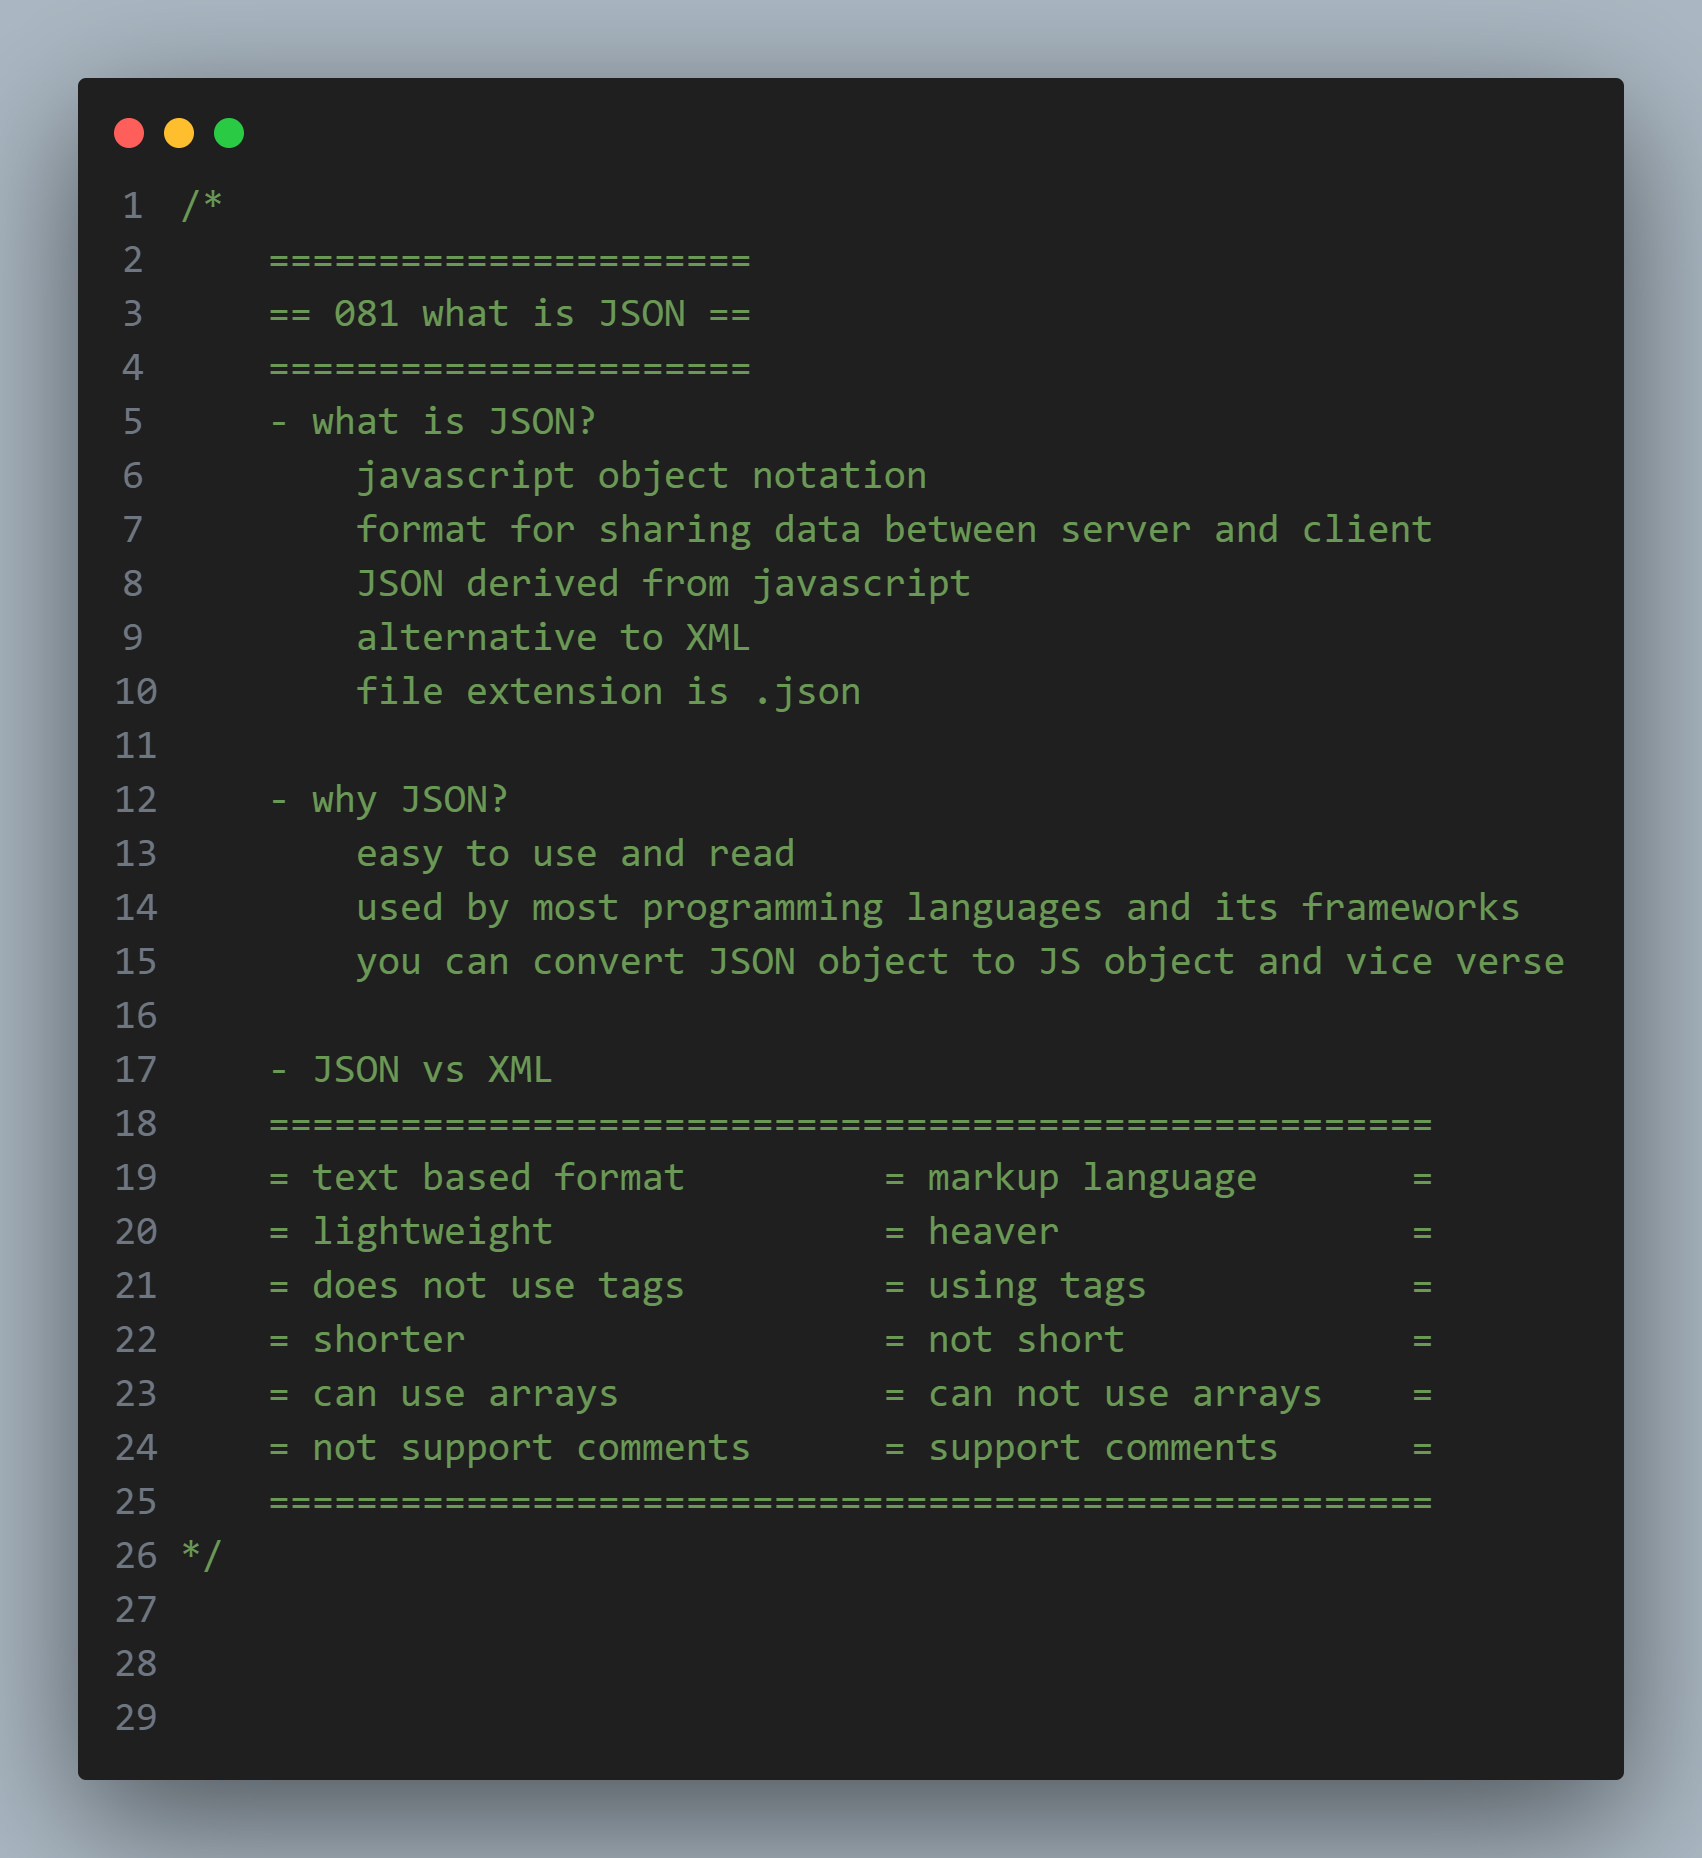 1 /*
2     ======================
3     == 081 what is JSON ==
4     ======================
5     - what is JSON?
6         javascript object notation
7         format for sharing data between server and client
8         JSON derived from javascript
9         alternative to XML
10         file extension is .json
11
12     - why JSON?
13         easy to use and read
14         used by most programming languages and its frameworks
15         you can convert JSON object to JS object and vice verse
16
17     - JSON vs XML
18     =====================================================
19     = text based format         = markup language       =
20     = lightweight               = heaver                =
21     = does not use tags         = using tags            =
22     = shorter                   = not short             =
23     = can use arrays            = can not use arrays    =
24     = not support comments      = support comments      =
25     =====================================================
26 */
27
28
29